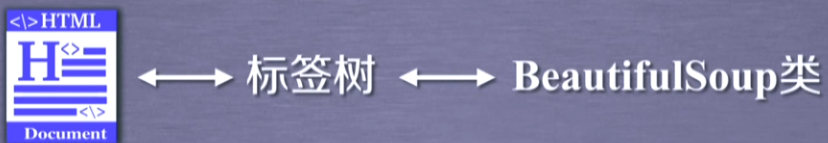 <\>HTML
H<>
<\>
Document
标签树
BeautifulSoup类